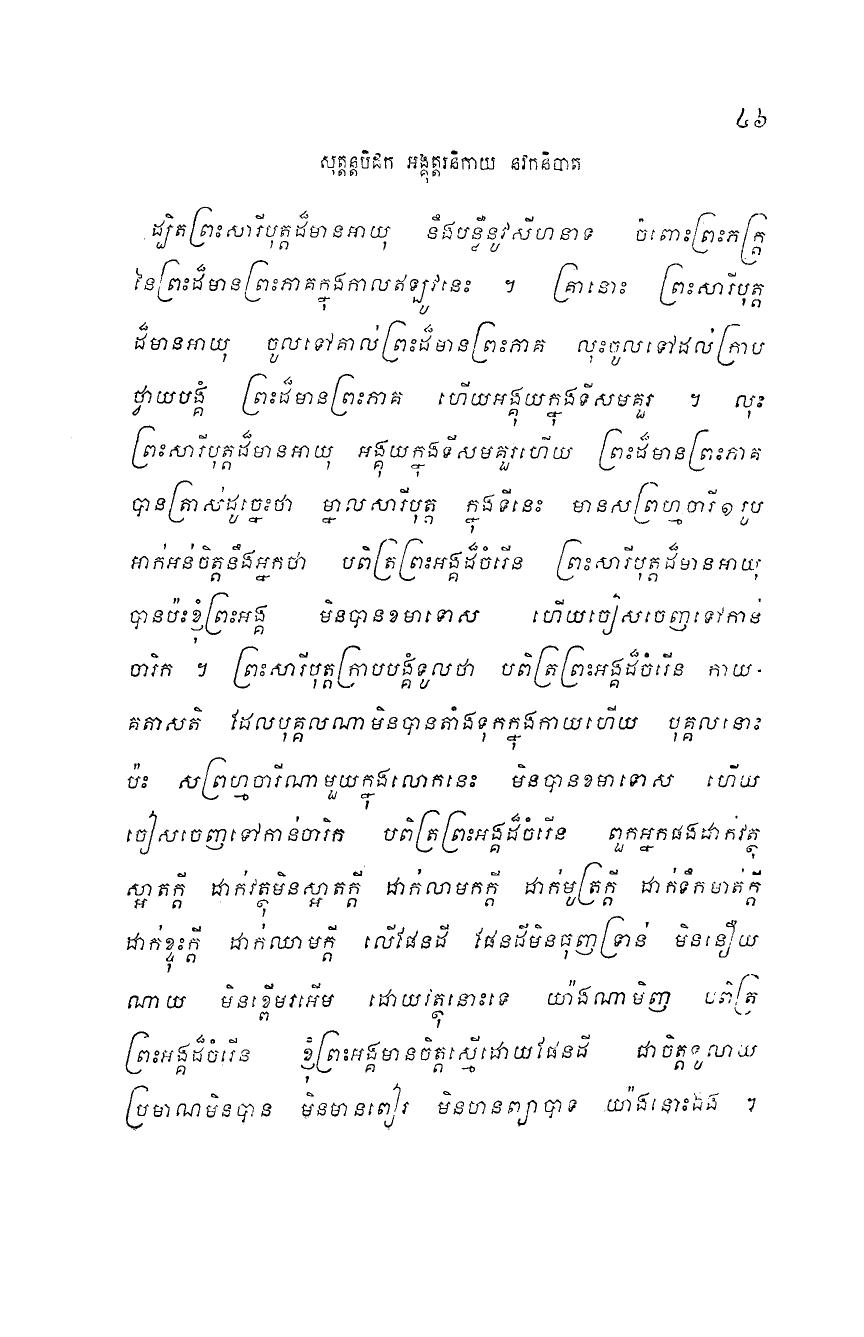 ៤៦
សុត្តន្តបិដក អង្គុត្តរនិកាយ នវកនិបាត
ដ្បិតព្រះសារីបុត្តដ៏មានអាយុ នឹងបន្លឺនូវសីហនាទ ចំពោះព្រះភក្ត្រ
នៃព្រះដ៏មានព្រះភាគក្នុងកាលឥឡូវនេះ ។ គ្រានោះ ព្រះសារីបុត្ត
ដ៏មានអាយុ ចូលទៅគាល់ព្រះដ៏មានព្រះភាគ លុះចូលទៅដល់ក្រាប
ថ្វាយបង្គំ ព្រះដ៏មានព្រះភាគ ហើយអង្គុយក្នុងទីសមគួរ ។ លុះ
ព្រះសារីបុត្តដ៏មានអាយុ អង្គុយក្នុងទីសមគួរហើយ ព្រះដ៏មានព្រះភាគ
បានត្រាស់ដូច្នេះថា ម្នាលសារីបុត្ត ក្នុងទីនេះ មានសព្រហ្មចារី១រូប
អាក់អន់ចិត្តនឹងអ្នកថា បពិត្រព្រះអង្គដ៏ចំរើន ព្រះសារីបុត្តដ៏មានអាយុ
បានប៉ះខ្ញុំព្រះអង្គ មិនបានខមាទោស ហើយចៀសចេញទៅកាន់
ចារិក ។ ព្រះសារីបុត្តក្រាបបង្គំទូលថា បពិត្រព្រះអង្គដ៏ចំរើន កាយ-
គតាសតិ ដែលបុគ្គលណាមិនបានតាំងទុកក្នុងកាយហើយ បុគ្គលនោះ
ប៉ះ សព្រហ្មចារីណាមួយក្នុងលោកនេះ មិនបានខមាទោស ហើយ
ចៀសចេញទៅកាន់ចារិក បពិត្រព្រះអង្គដ៏ចំរើន ពួកអ្នកផងដាក់វត្ថុ
ស្អាតក្តី ដាក់វត្ថុមិនស្អាតក្តី ដាក់លាមកក្តី ដាក់មូត្រក្តី ដាក់ទឹកមាត់ក្តី
ដាក់ខ្ទុះក្តី ដាក់ឈាមក្តី លើផែនដី ផែនដីមិនធុញទ្រាន់ មិននឿយ
ណាយ មិនខ្ពើមរអើម ដោយវត្ថុនោះទេ យ៉ាងណាមិញ បពិត្រ
ព្រះអង្គដ៏ចំរើន ខ្ញុំព្រះអង្គមានចិត្តស្មើដោយផែនដី ជាចិត្តទូលាយ
ប្រមាណមិនបាន មិនមានពៀរ មិនមានព្យាបាទ យ៉ាងនោះឯង ។